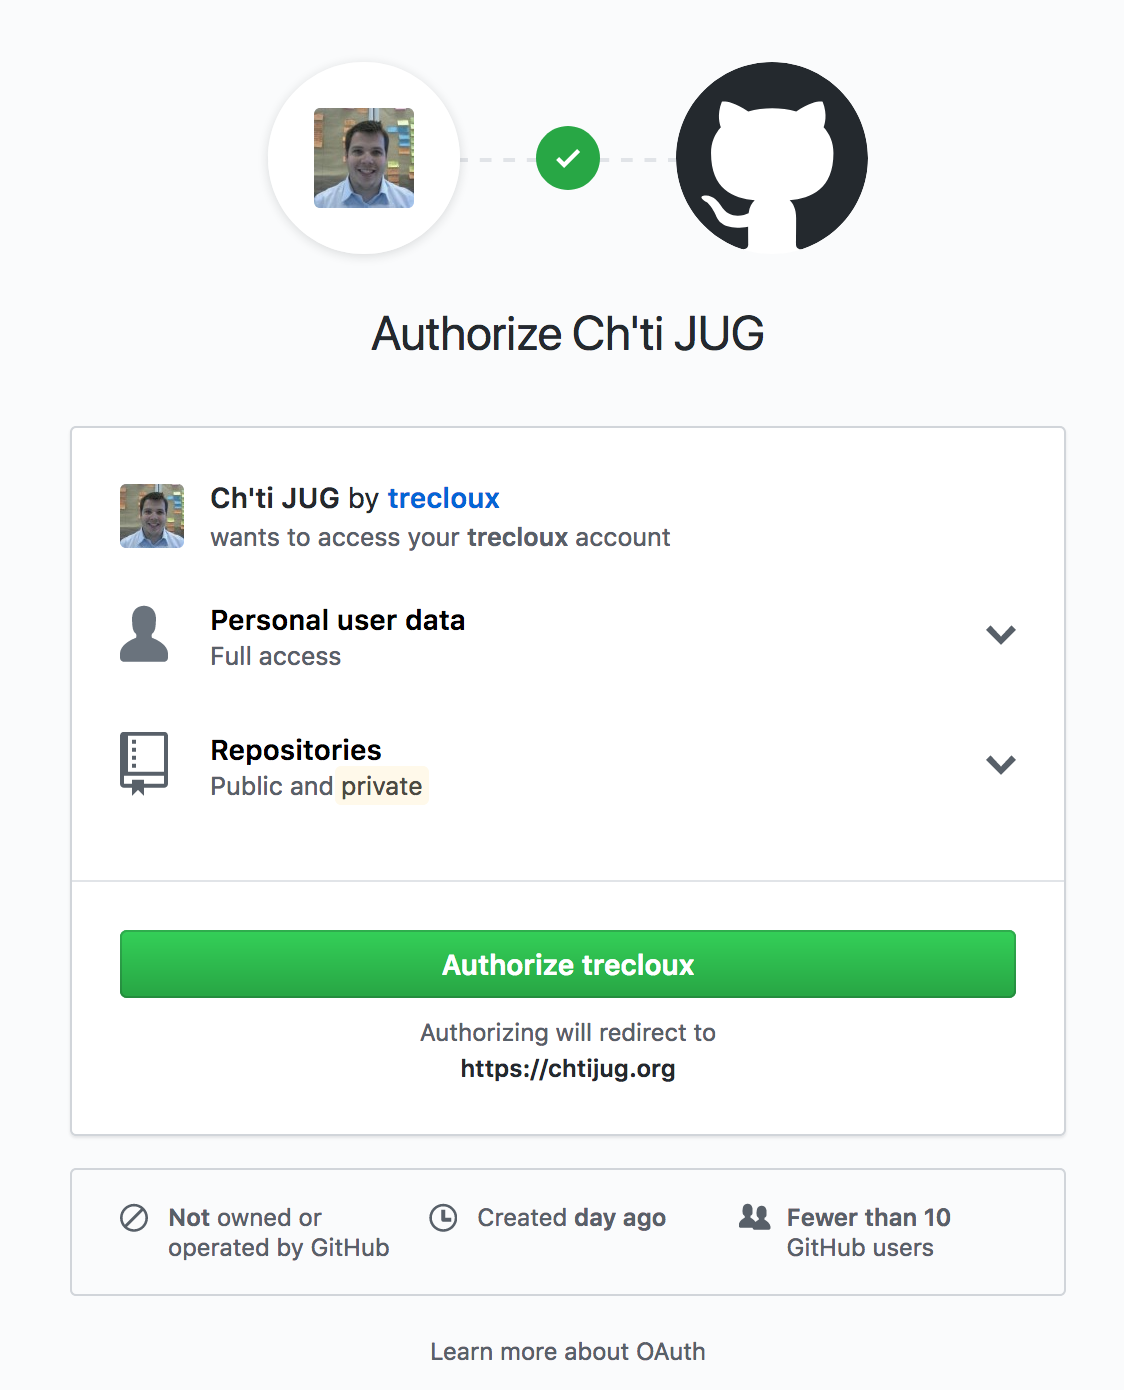 Authorize Ch'ti JUG
Ch'ti JUG by trecloux
wants to access your trecloux account
Personal user data
Full access
Repositories
Public and private
Authorize trecloux
Authorizing will redirect to
https://chtijug.org
Not owned or
operated by GitHub
Created day ago
Fewer than 10
GitHub users
Learn more about OAuth